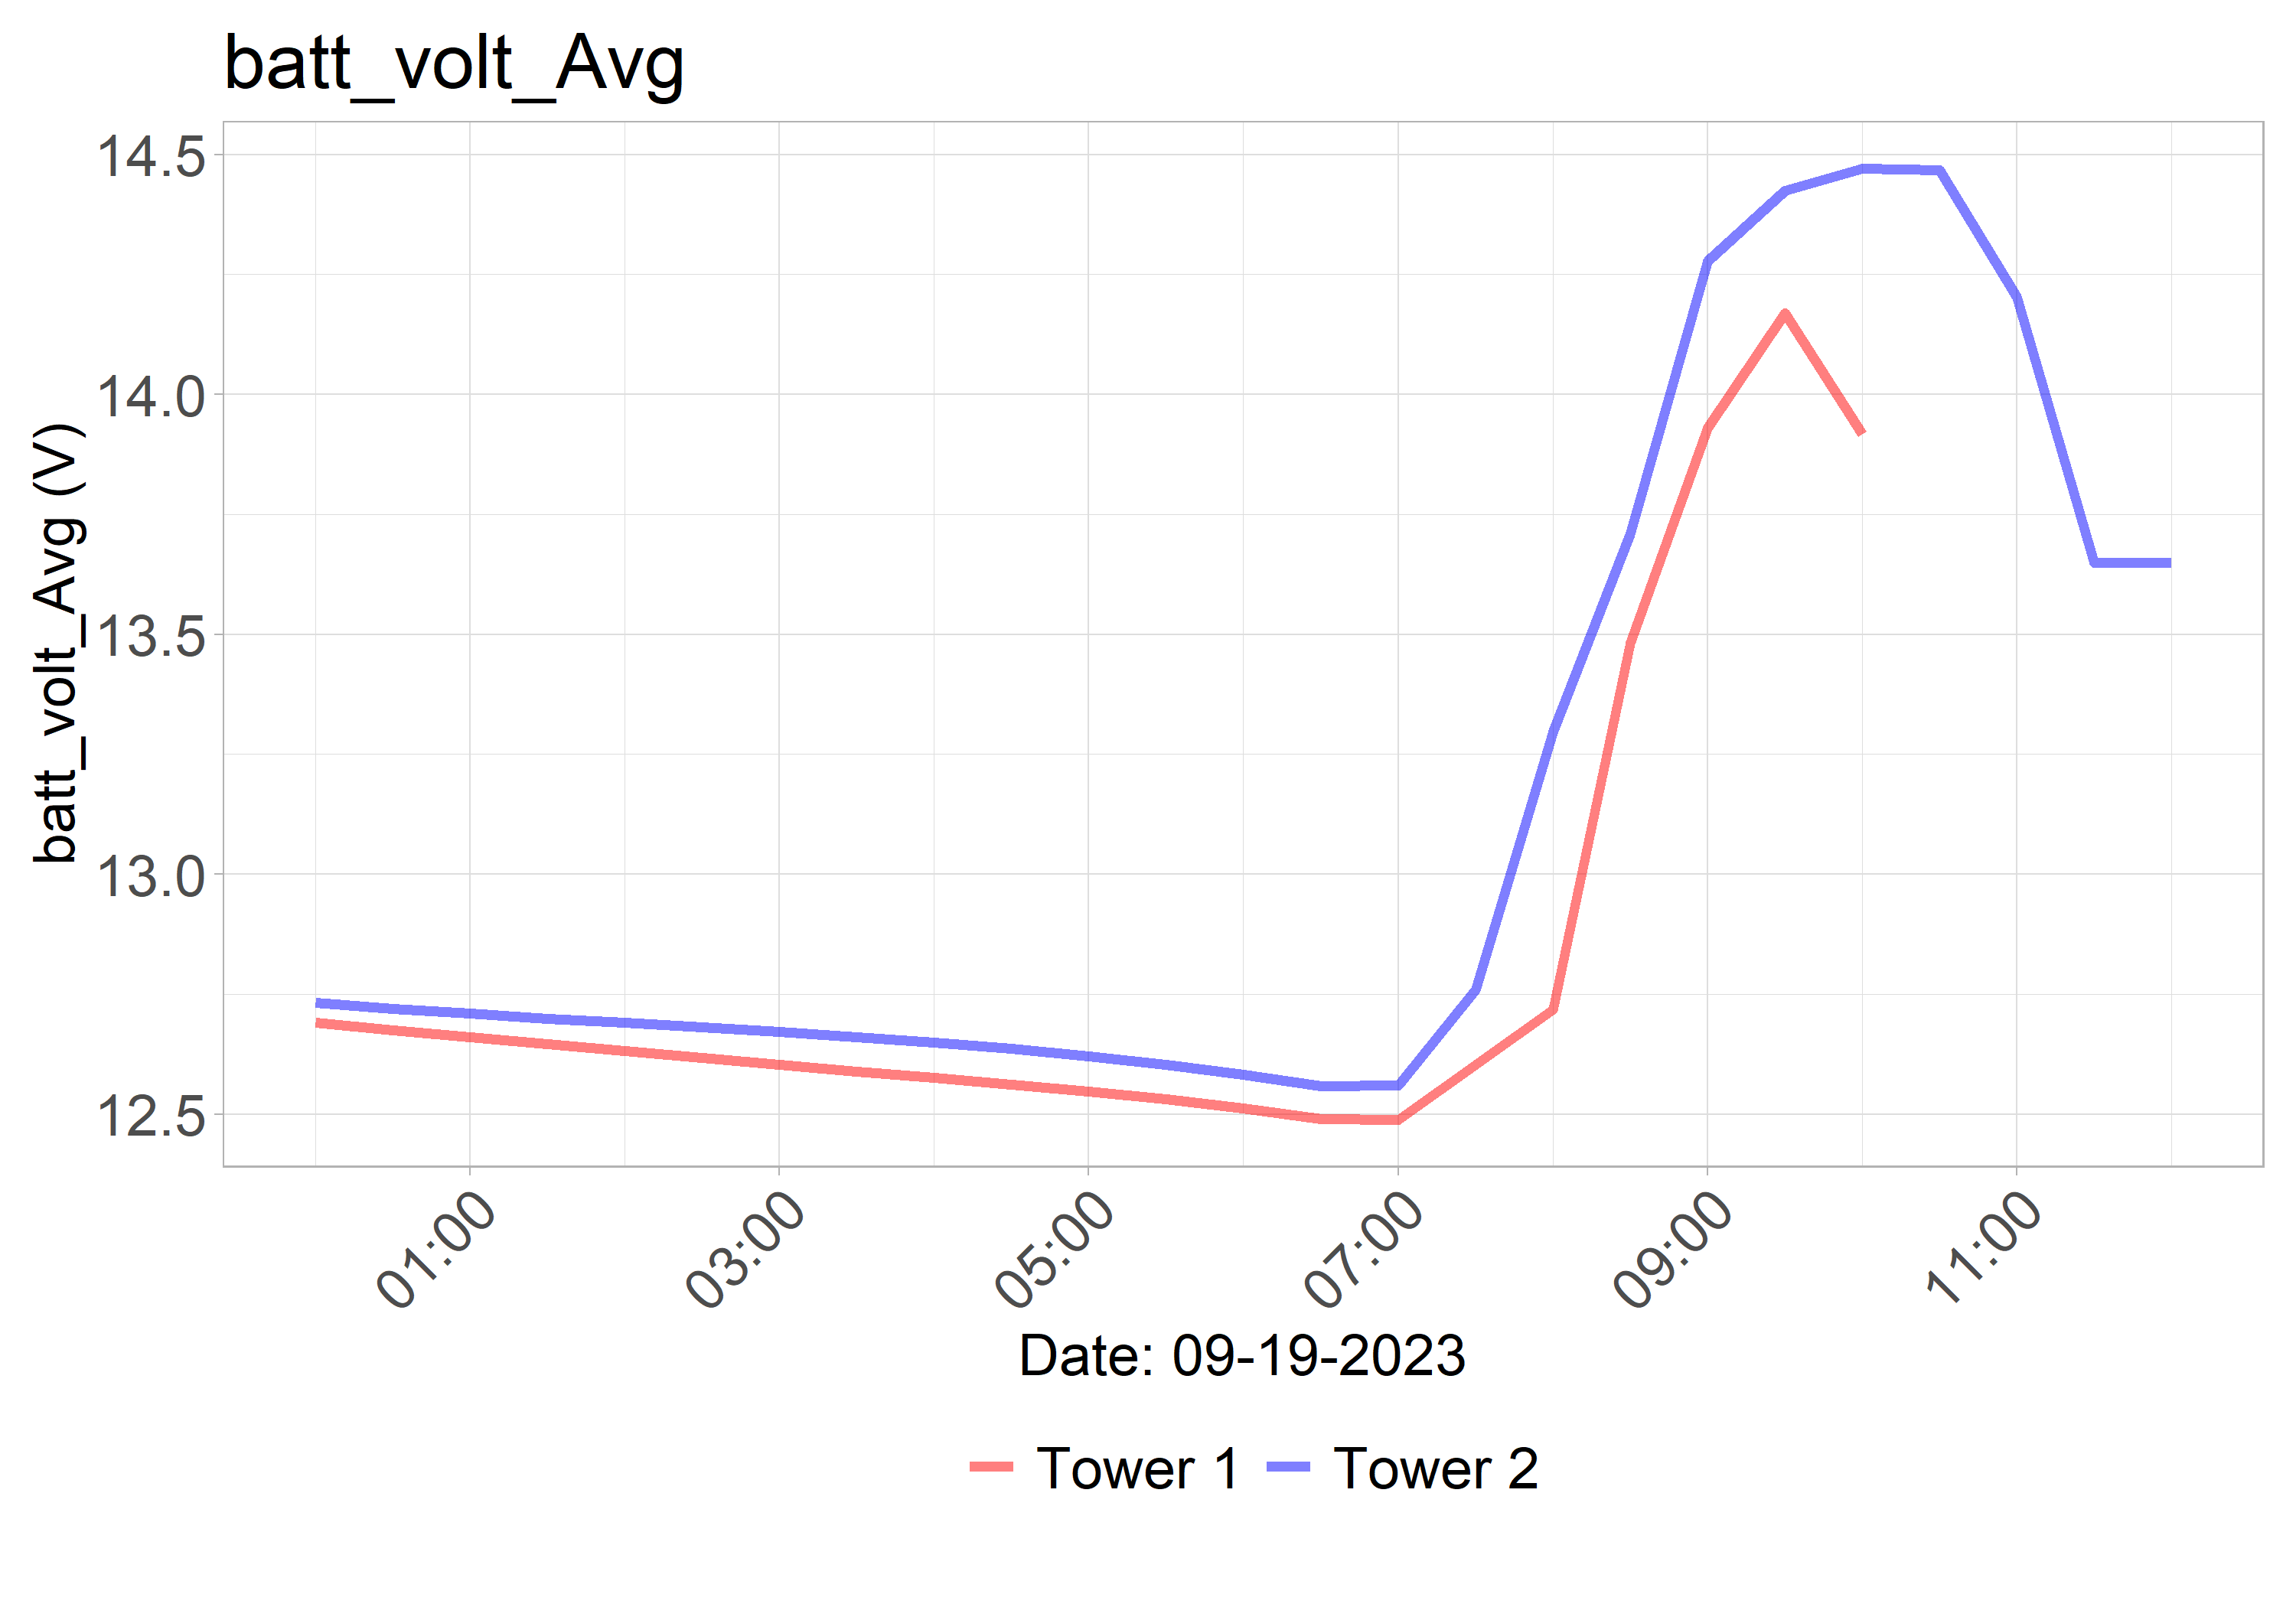 batt_volt_Avg
batt_volt_Avg (V)
14.5
14.0
13.5
13.0
12.5
01:00
03:00
05:00
07:00
09:00
11:00
Date: 09-19-2023
Tower 1
Tower 2